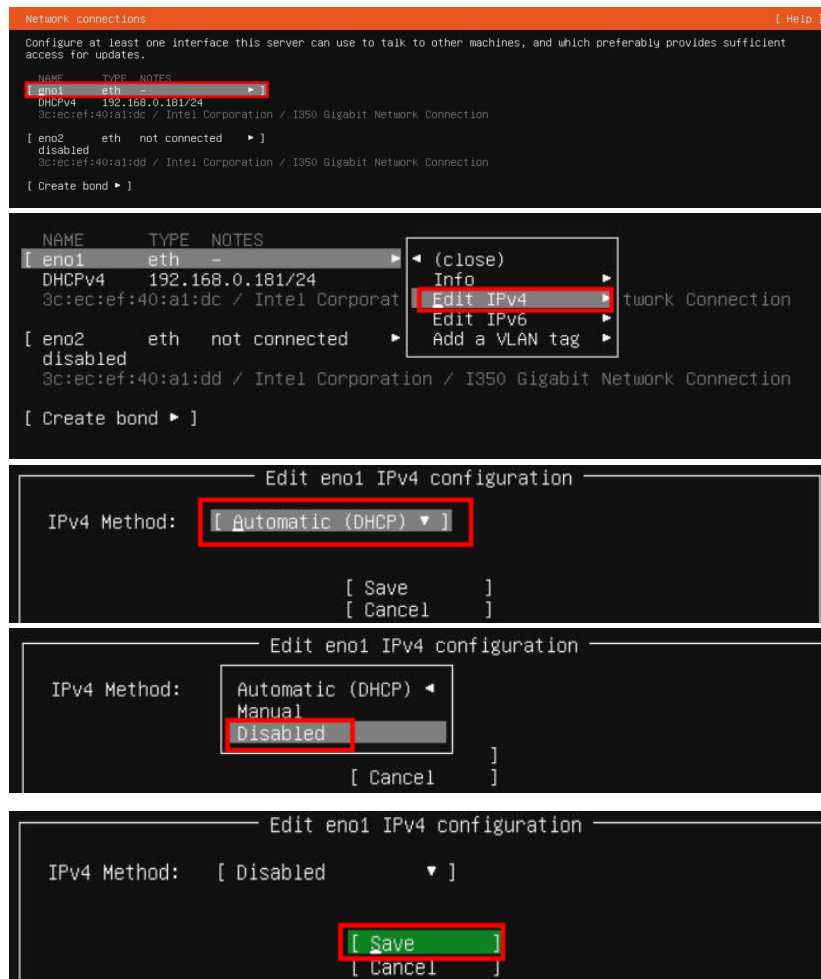 Network connections [ Help ]
Configure at least one interface this server can use to talk to other machines, and which preferably provides sufficient
access for updates.
NAME TYPE NOTES
[ eno1 eth - ▸ ]
DHCPv4 192.168.0.181/24
3c:ec:ef:40:a1:dc / Intel Corporation / I350 Gigabit Network Connection
[ eno2 eth not connected ▸ ]
disabled
3c:ec:ef:40:a1:dd / Intel Corporation / I350 Gigabit Network Connection
[ Create bond ▸ ]
NAME TYPE NOTES
[ eno1 eth - ▸
◂ (close)
DHCPv4 192.168.0.181/24
Info ▸
3c:ec:ef:40:a1:dc / Intel Corporat
Edit IPv4 ▸
twork Connection
Edit IPv6 ▸
[ eno2 eth not connected ▸
Add a VLAN tag ▸
disabled
3c:ec:ef:40:a1:dd / Intel Corporation / I350 Gigabit Network Connection
[ Create bond ▸ ]
Edit eno1 IPv4 configuration
IPv4 Method: [ Automatic (DHCP) ▾ ]
[ Save ]
[ Cancel ]
Edit eno1 IPv4 configuration
IPv4 Method: Automatic (DHCP) ◂
Manual
Disabled
]
[ Cancel ]
Edit eno1 IPv4 configuration
IPv4 Method: [ Disabled ▾ ]
[ Save ]
[ Cancel ]